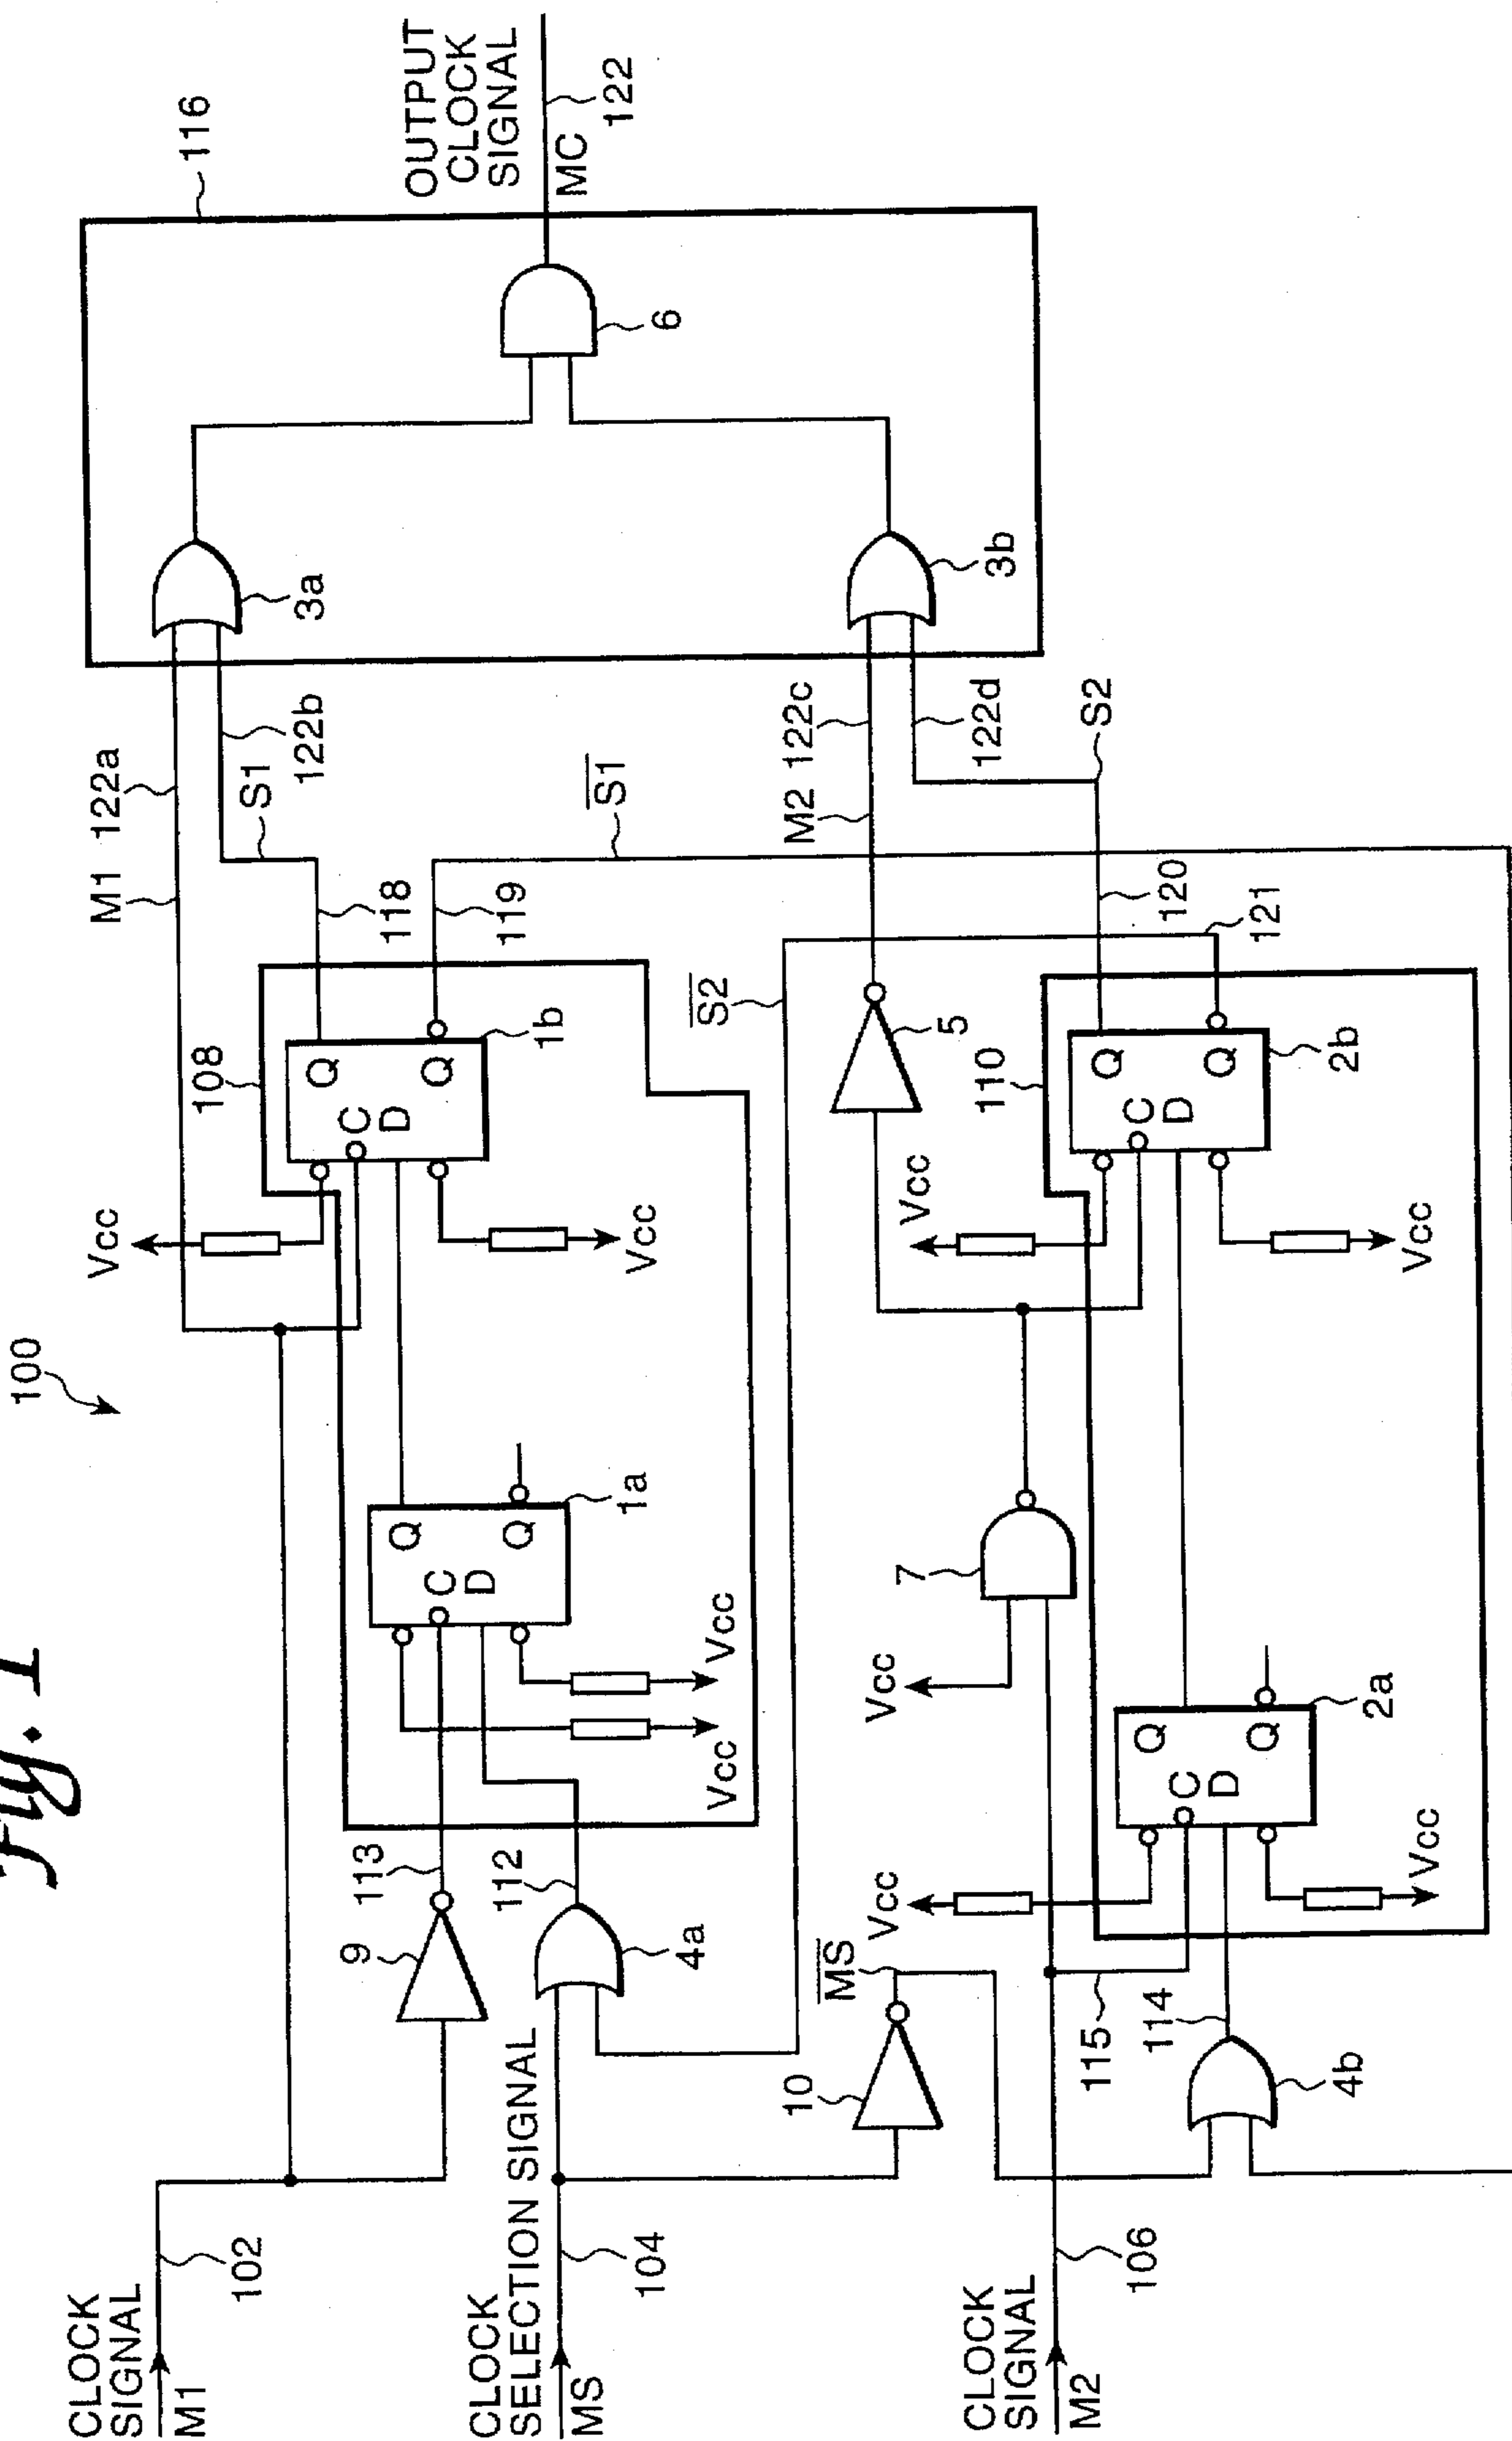 Fig. 1
100
CLOCK
SIGNAL
M1
102
CLOCK
SELECTION SIGNAL
MS
104
CLOCK
SIGNAL
M2
106
9
113
112
4a
10
MS
115
114
4b
C
D
Q
Q
1a
Vcc
Vcc
Vcc
Vcc
108
C
D
Q
Q
1b
118
119
M1
122a
S1
122b
S1
Vcc
Vcc
7
Vcc
C
D
Q
Q
2a
Vcc
Vcc
110
5
C
D
Q
Q
2b
S2
120
121
M2
122c
122d
S2
3a
3b
6
116
OUTPUT
CLOCK
SIGNAL
MC
122